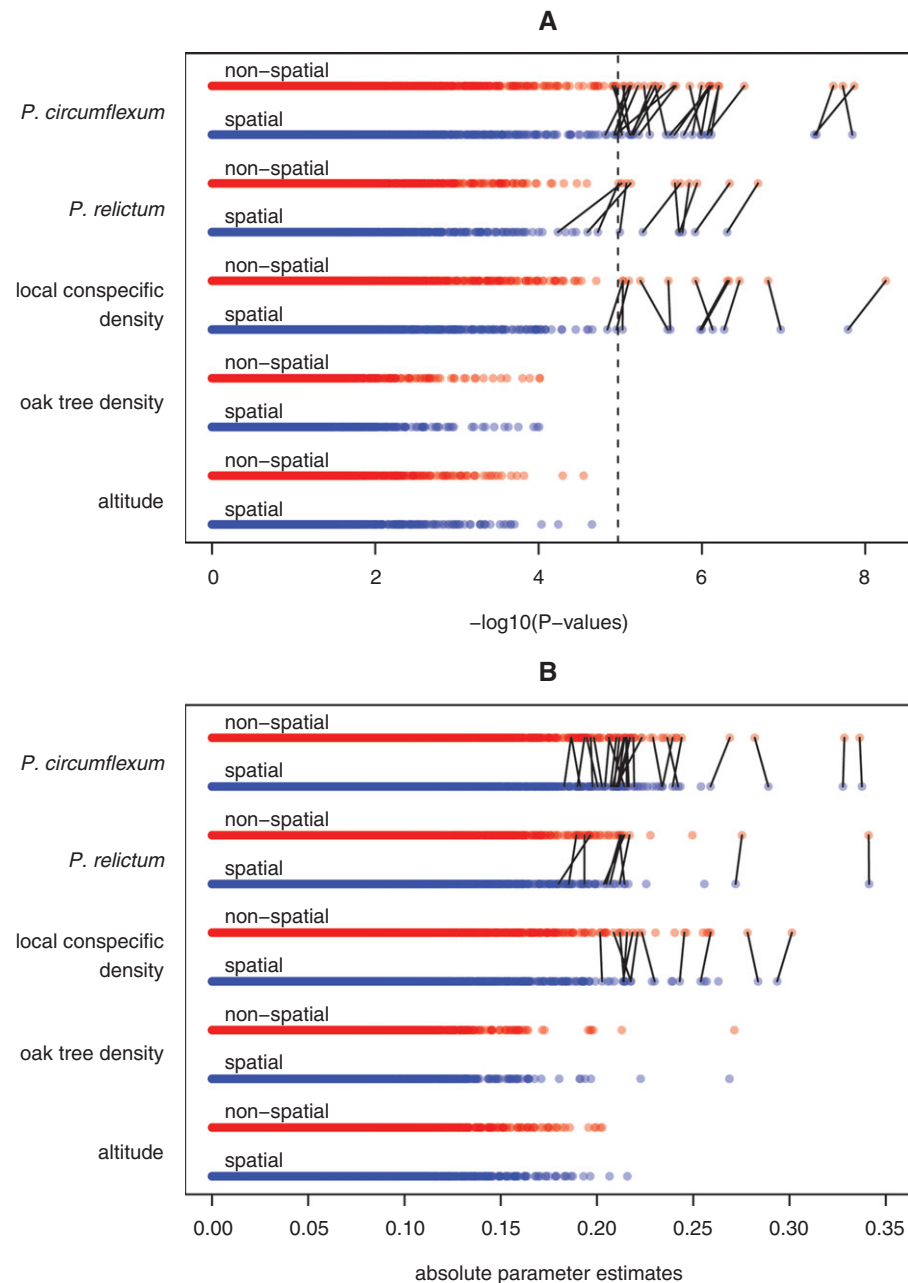 A
non−spatial
P. circumflexum
spatial
non−spatial
P. relictum
spatial
non−spatial
local conspecific
density
spatial
non−spatial
oak tree density
spatial
non−spatial
altitude
spatial
0 2 4 6 8
−log10(P−values)
B
non−spatial
P. circumflexum
spatial
non−spatial
P. relictum
spatial
non−spatial
local conspecific
density
spatial
non−spatial
oak tree density
spatial
non−spatial
altitude
spatial
0.00 0.05 0.10 0.15 0.20 0.25 0.30 0.35
absolute parameter estimates